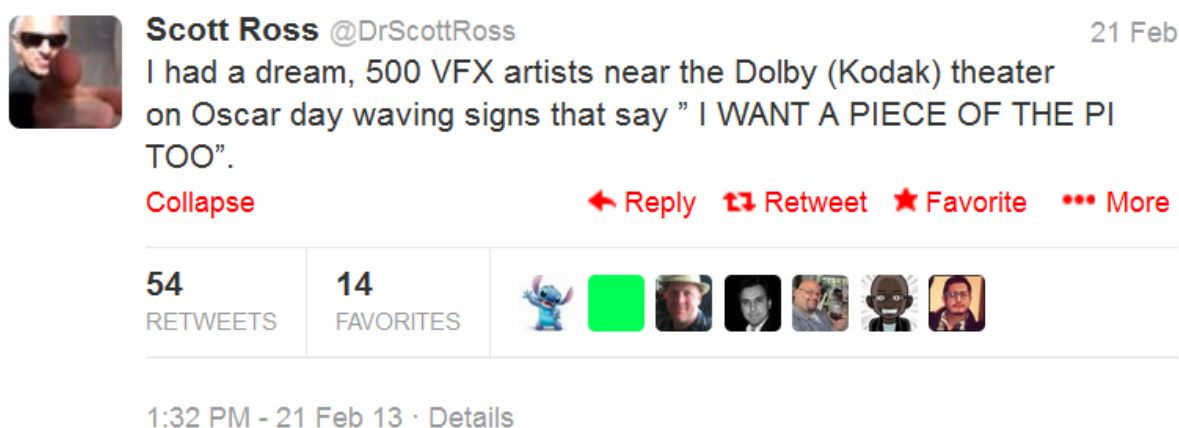 Scott Ross @DrScottRoss 21 Feb
I had a dream, 500 VFX artists near the Dolby (Kodak) theater
on Oscar day waving signs that say ” I WANT A PIECE OF THE PI
TOO”.
Collapse Reply Retweet Favorite More
54 14
RETWEETS FAVORITES
1:32 PM - 21 Feb 13 · Details